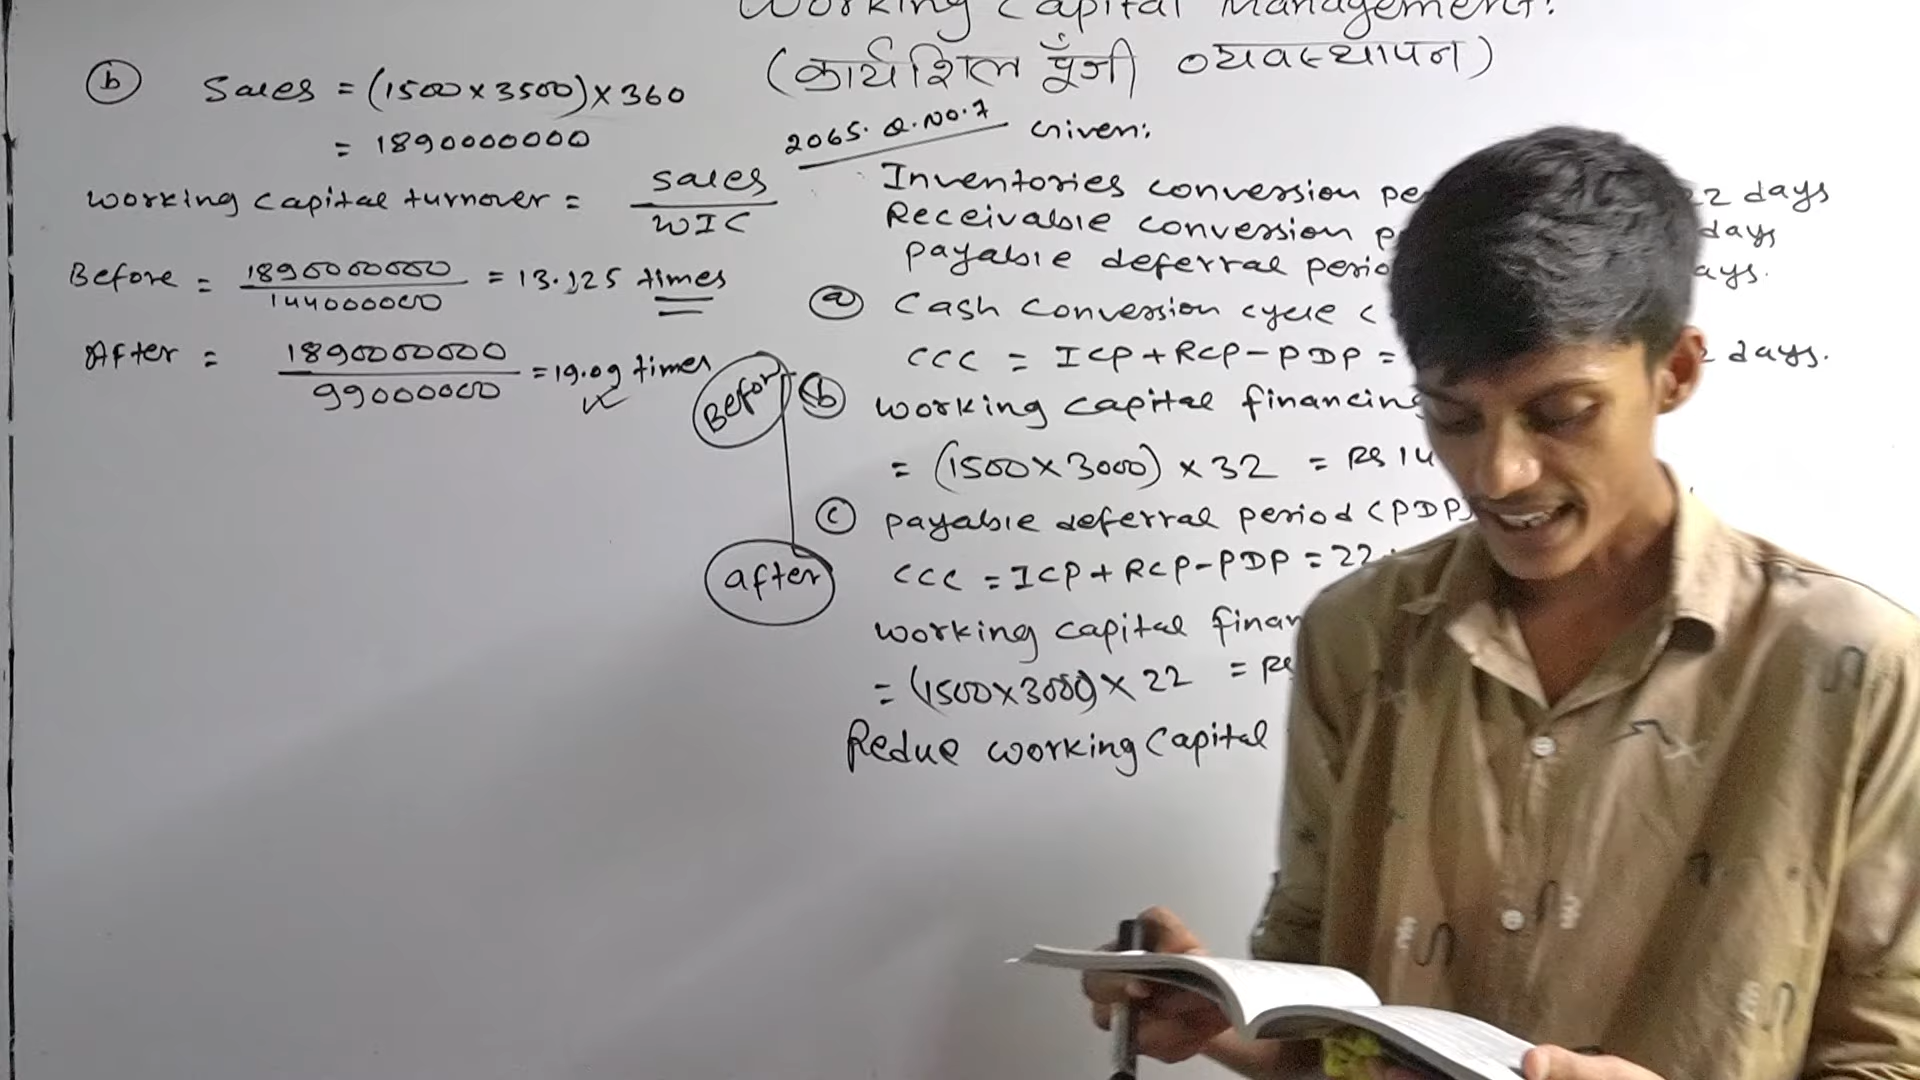 Working Capital Management:
(कार्यशिल पूँजी व्यवस्थापन)
2065. Q.No.7 Given:
Inventories conversion pe 22 days
Receivable conversion p days
payable deferral perio ays.
(a) Cash conversion cycle (
CCC = ICP+RCP-PDP = 2 days.
Before
(b) working capital financing
= (1500×3000) × 32 = RS 14
(c) payable deferral period (PDP)
after
CCC = ICP+RCP-PDP = 22
working capital finan
= (1500×3000) × 22 = RS
Redue working capital
(b) Sales = (1500×3500)×360
= 1890000000
working capital turnover = sales / WIC
Before = 1890000000 / 144000000 = 13.125 times
After = 1890000000 / 99000000 = 19.09 times